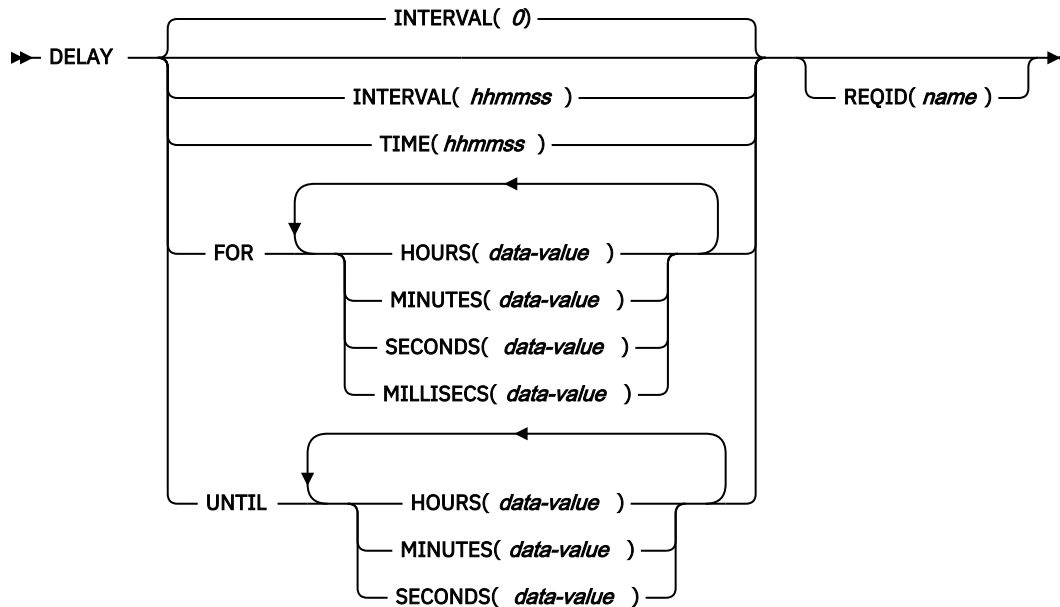 INTERVAL( 0)
DELAY
INTERVAL( hhmmss )
REQID( name )
TIME( hhmmss )
FOR HOURS( data-value )
MINUTES( data-value )
SECONDS( data-value )
MILLISECS( data-value )
UNTIL HOURS( data-value )
MINUTES( data-value )
SECONDS( data-value )